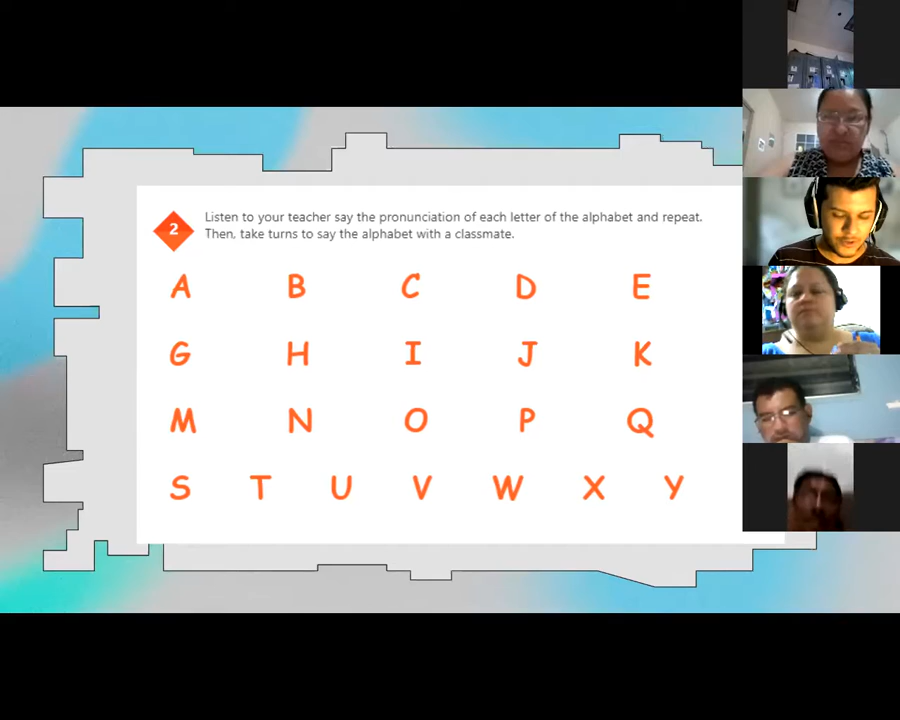 2 Listen to your teacher say the pronunciation of each letter of the alphabet and repeat.
Then, take turns to say the alphabet with a classmate.
A B C D E
G H I J K
M N O P Q
S T U V W X Y